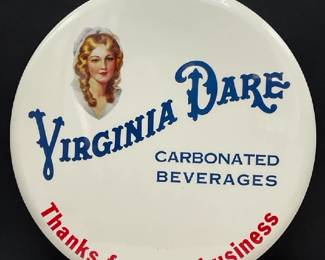 VIRGINIA DARE
CARBONATED
BEVERAGES
Thanks business